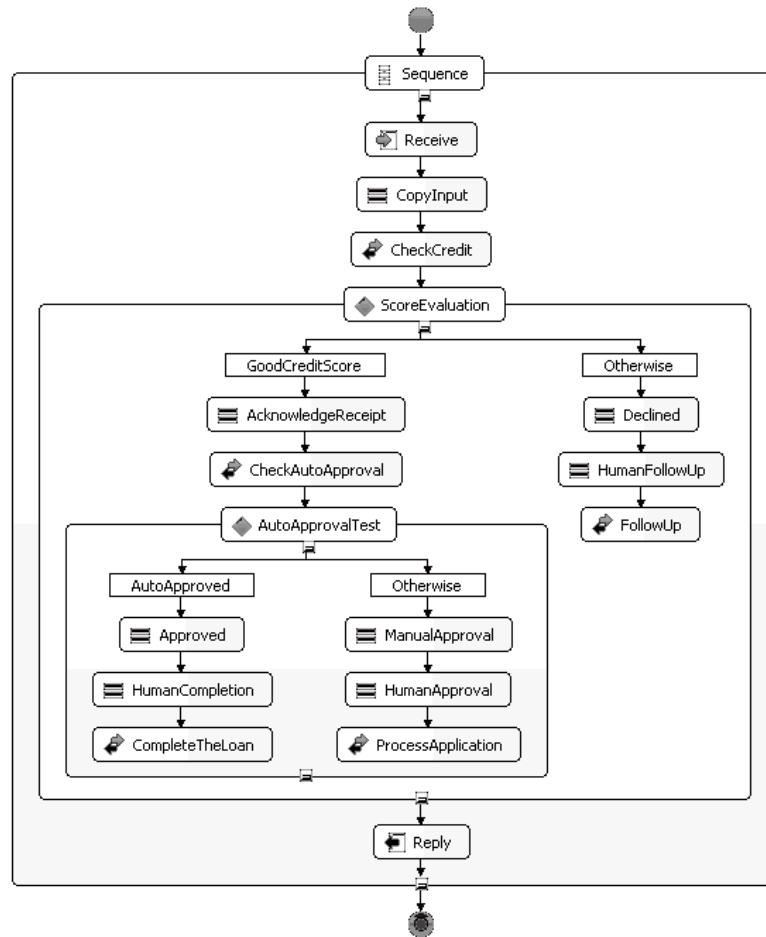 Sequence
Receive
CopyInput
CheckCredit
ScoreEvaluation
GoodCreditScore
Otherwise
AcknowledgeReceipt
Declined
CheckAutoApproval
HumanFollowUp
AutoApprovalTest
FollowUp
AutoApproved
Otherwise
Approved
ManualApproval
HumanCompletion
HumanApproval
CompleteTheLoan
ProcessApplication
Reply